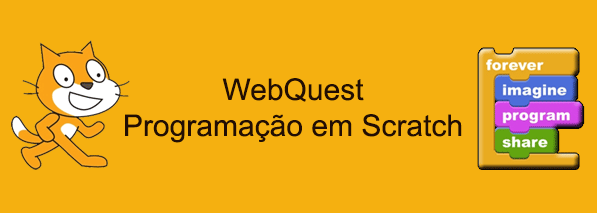 WebQuest
Programação em Scratch
forever
imagine
program
share